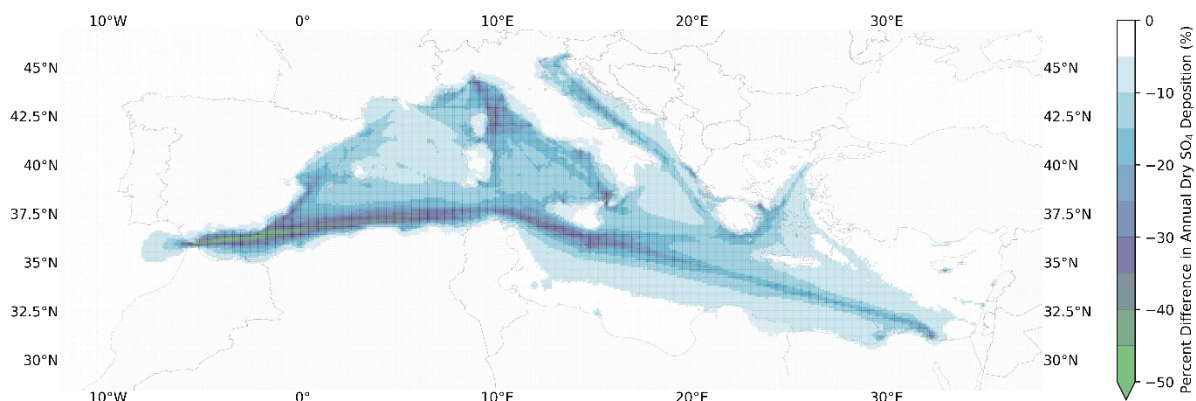 10°W 0° 10°E 20°E 30°E
45°N 45°N
42.5°N 42.5°N
40°N 40°N
37.5°N 37.5°N
35°N 35°N
32.5°N 32.5°N
30°N 30°N
10°W 0° 10°E 20°E 30°E
0
−10
−20
−30
−40
−50
Percent Difference in Annual Dry SO₄ Deposition (%)